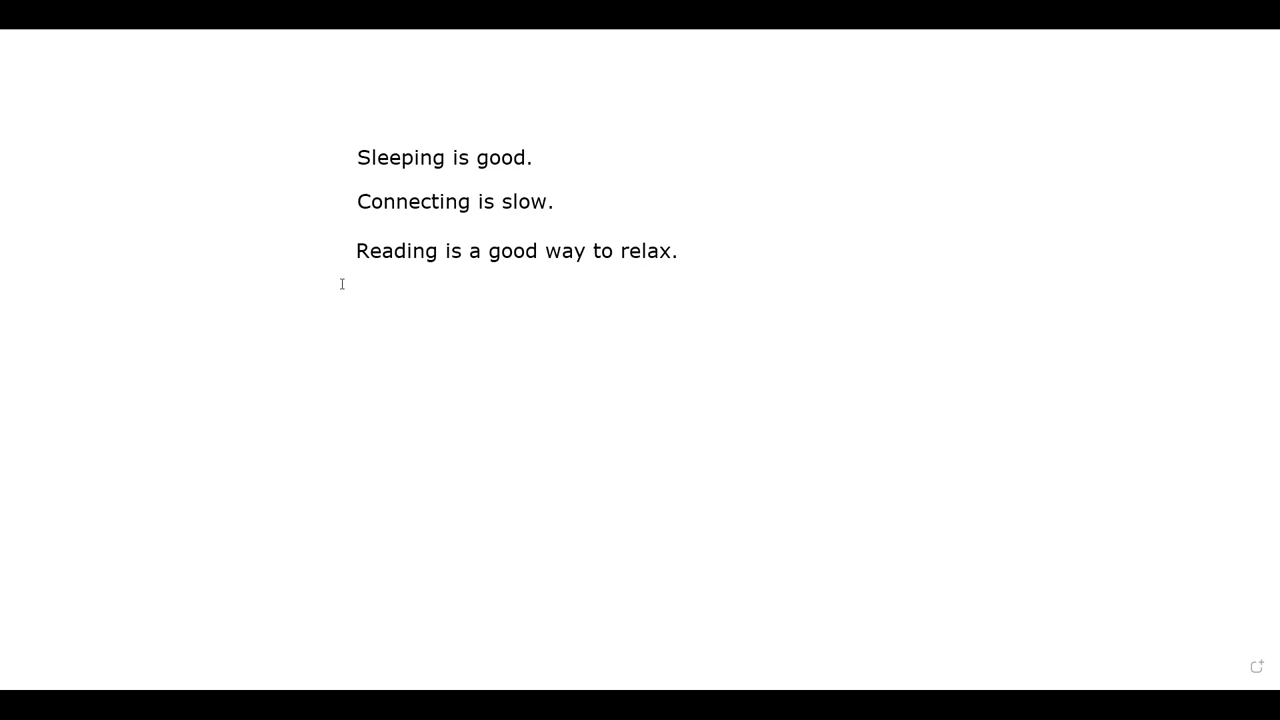 Sleeping is good.
Connecting is slow.
Reading is a good way to relax.